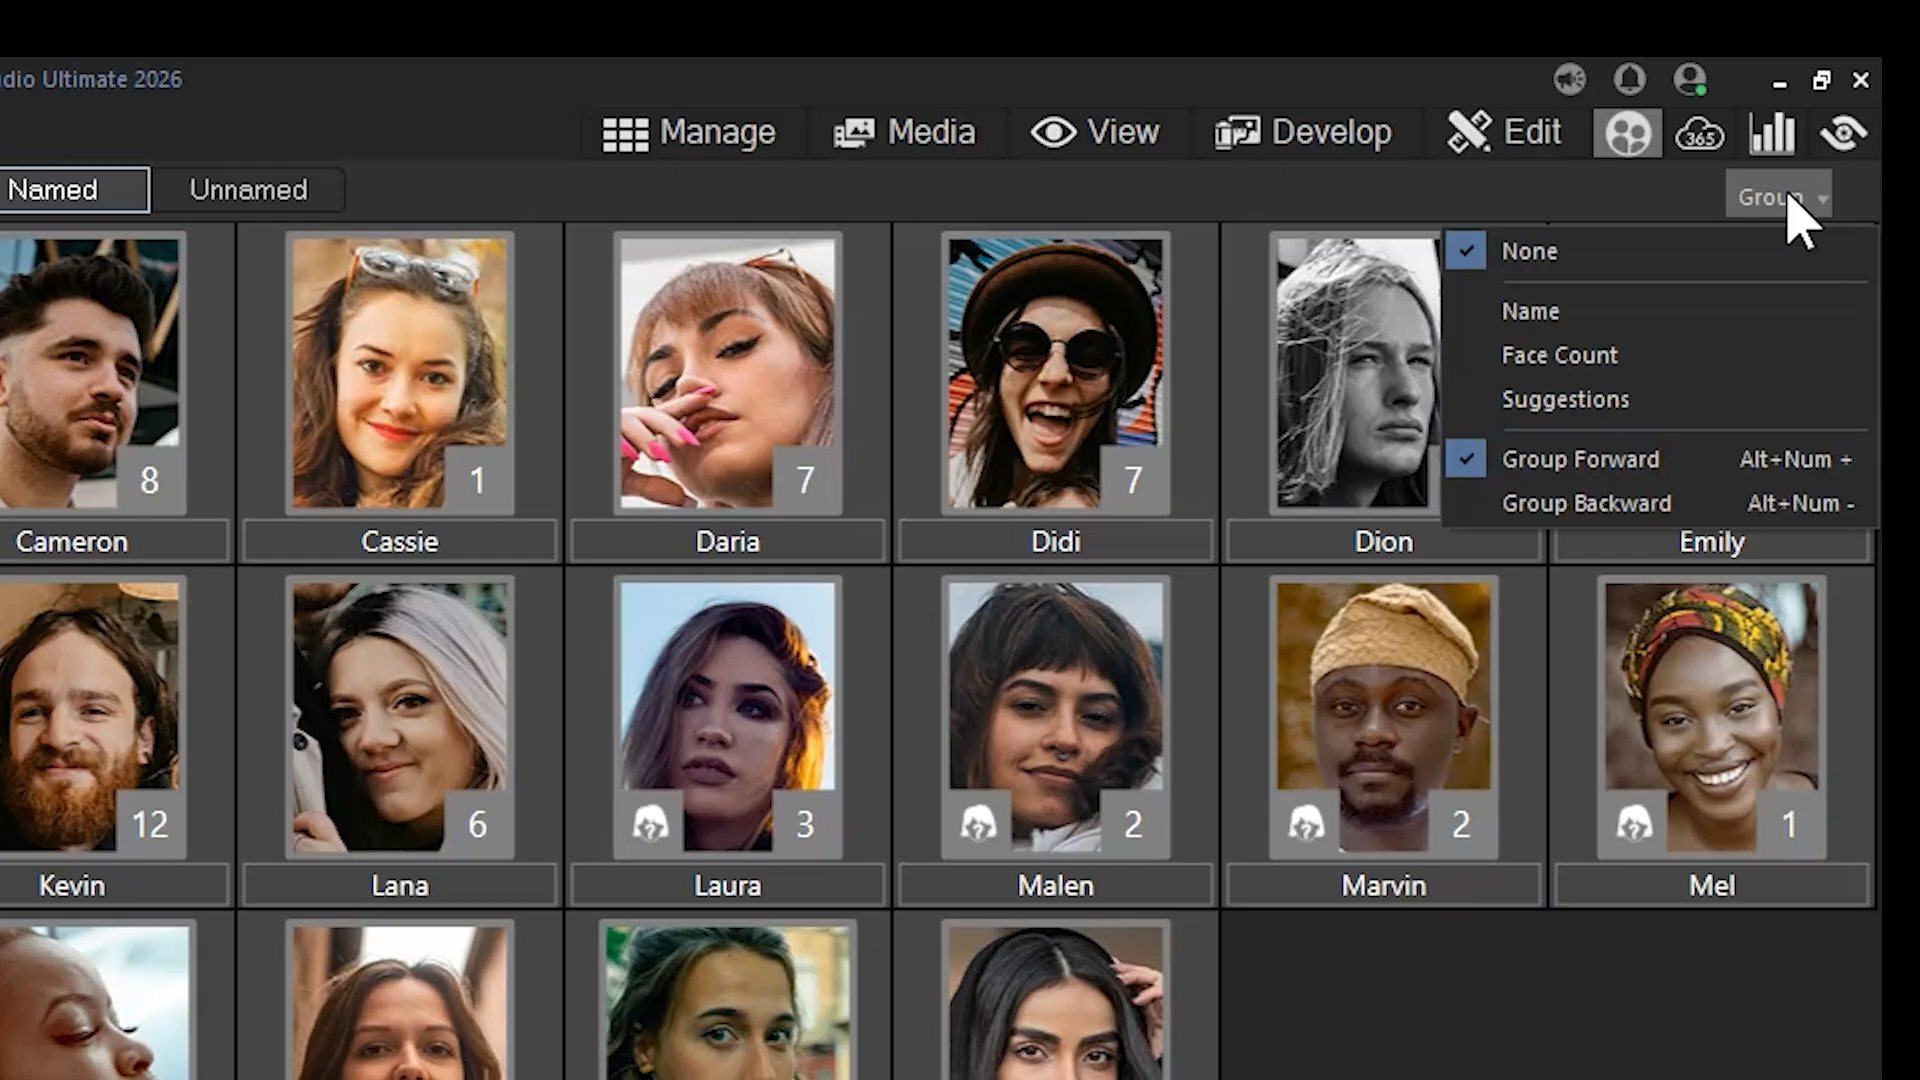 dio Ultimate 2026
Manage
Media
View
Develop
Edit
365
Named
Unnamed
Group
None
Name
Face Count
Suggestions
Group Forward Alt+Num +
Group Backward Alt+Num -
8
1
7
7
Cameron
Cassie
Daria
Didi
Dion
Emily
12
6
? 3
? 2
? 2
? 1
Kevin
Lana
Laura
Malen
Marvin
Mel